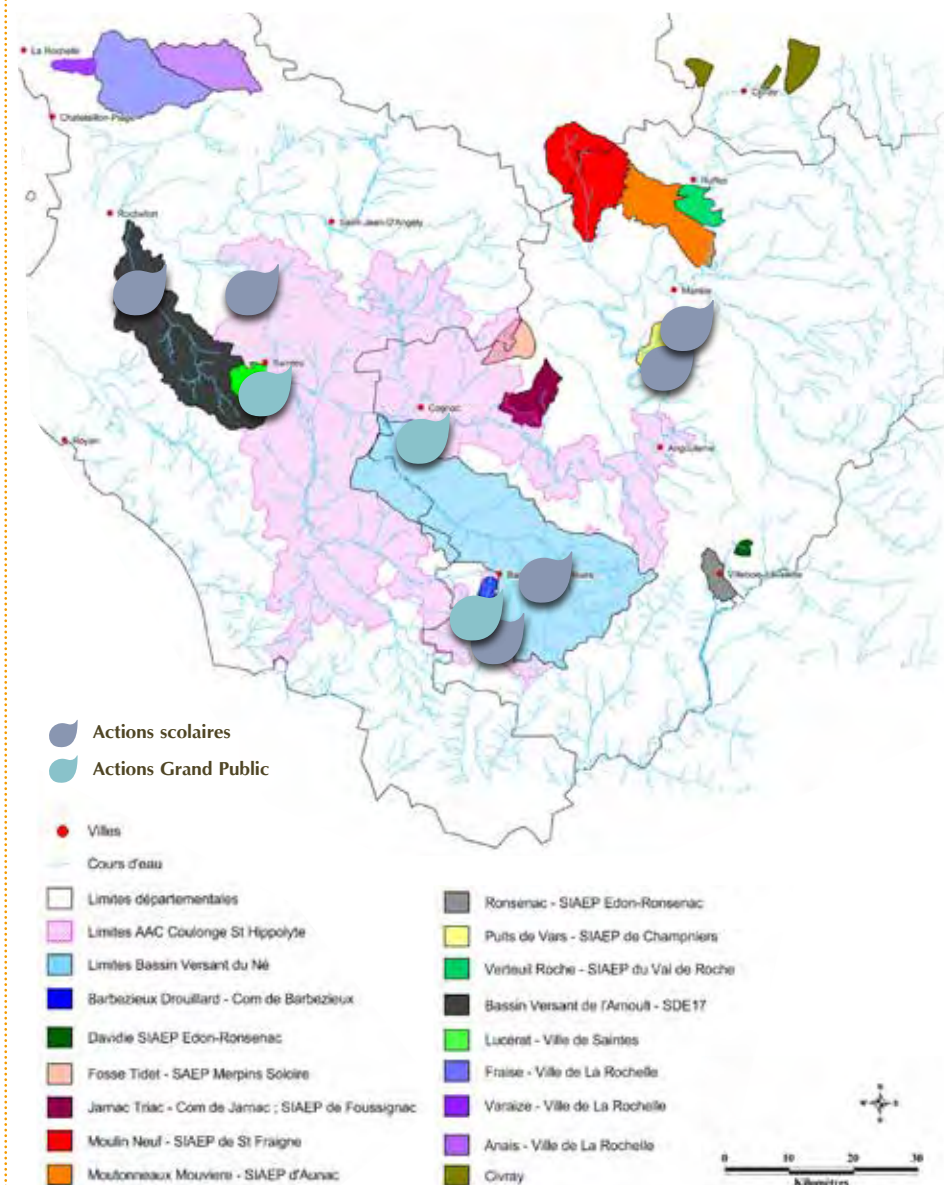 La Rochelle
Civray
Chatelaillon-Plage
Ruffec
Rochefort
Saint-Jean-D'Angely
Mansle
Saintes
Cognac
Royan
Angouleme
Villebois-Lavalette
Actions scolaires
Actions Grand Public
Villes
Cours d'eau
Limites départementales
Limites AAC Coulonge St Hippolyte
Limites Bassin Versant du Né
Barbezieux Drouillard - Com de Barbezieux
Davidie SIAEP Edon-Ronsenac
Fosse Tidet - SAEP Merpins Soloire
Jarnac Triac - Com de Jarnac ; SIAEP de Foussignac
Moulin Neuf - SIAEP de St Fraigne
Moutonneaux Mouviere - SIAEP d'Aunac
Ronsenac - SIAEP Edon-Ronsenac
Puits de Vars - SIAEP de Champniers
Verteuil Roche - SIAEP du Val de Roche
Bassin Versant de l'Arnoult - SDE17
Lucérat - Ville de Saintes
Fraise - Ville de La Rochelle
Varaize - Ville de La Rochelle
Anais - Ville de La Rochelle
Civray
0 10 20 30
Kilomètres